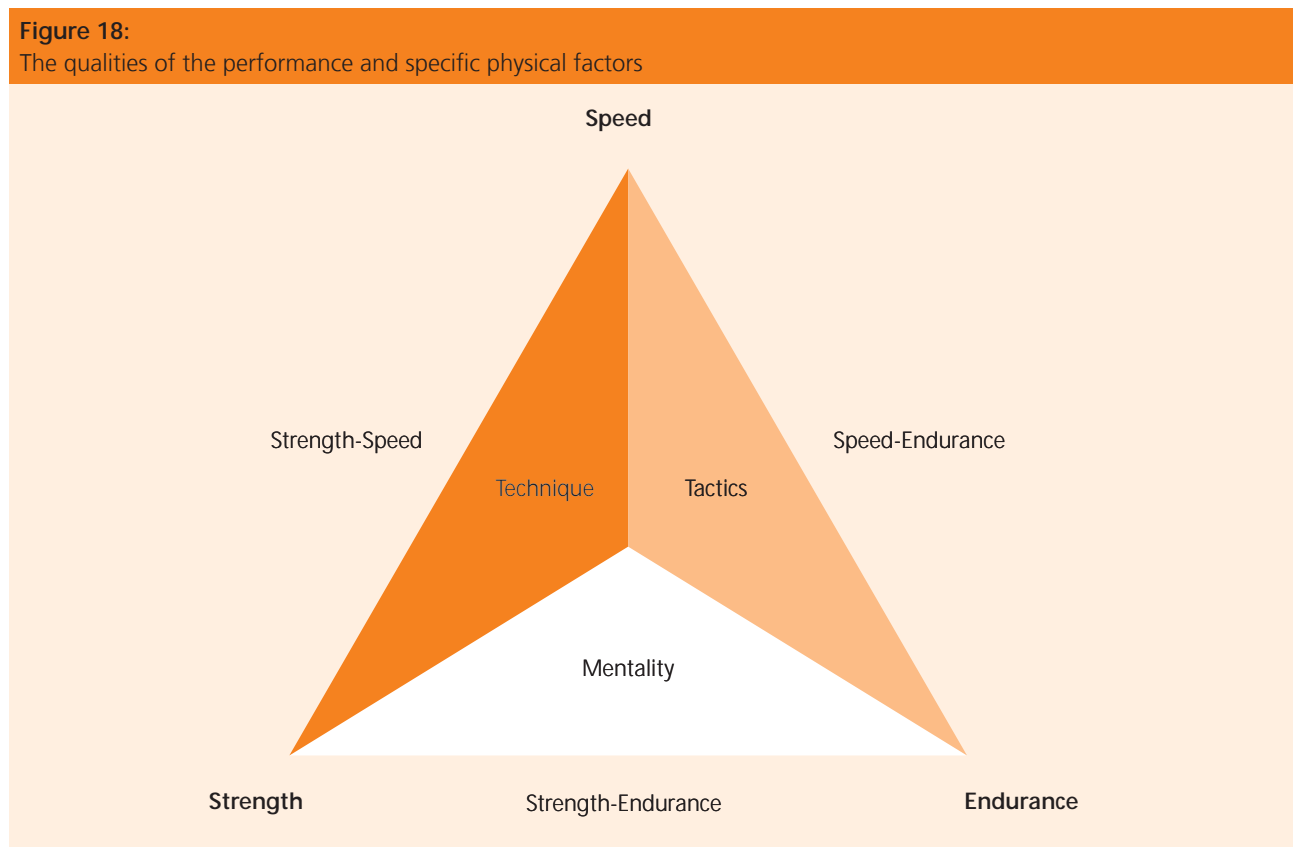 Figure 18:
The qualities of the performance and specific physical factors
Speed
Strength-Speed
Speed-Endurance
Technique
Tactics
Mentality
Strength
Strength-Endurance
Endurance